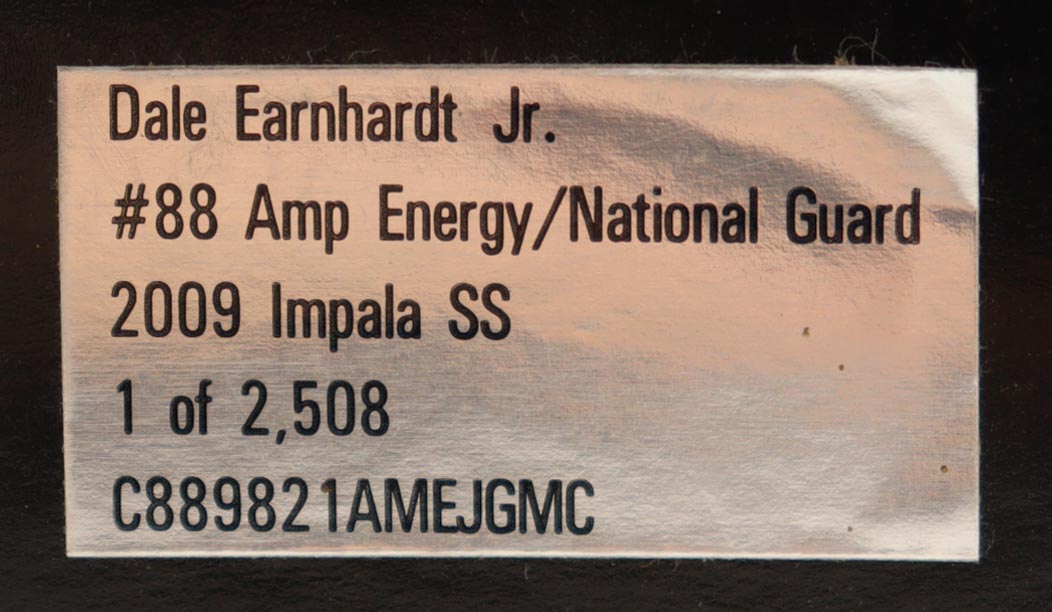 Dale Earnhardt Jr.
#88 Amp Energy/National Guard
2009 Impala SS
1 of 2,508
C889821AMEJGMC